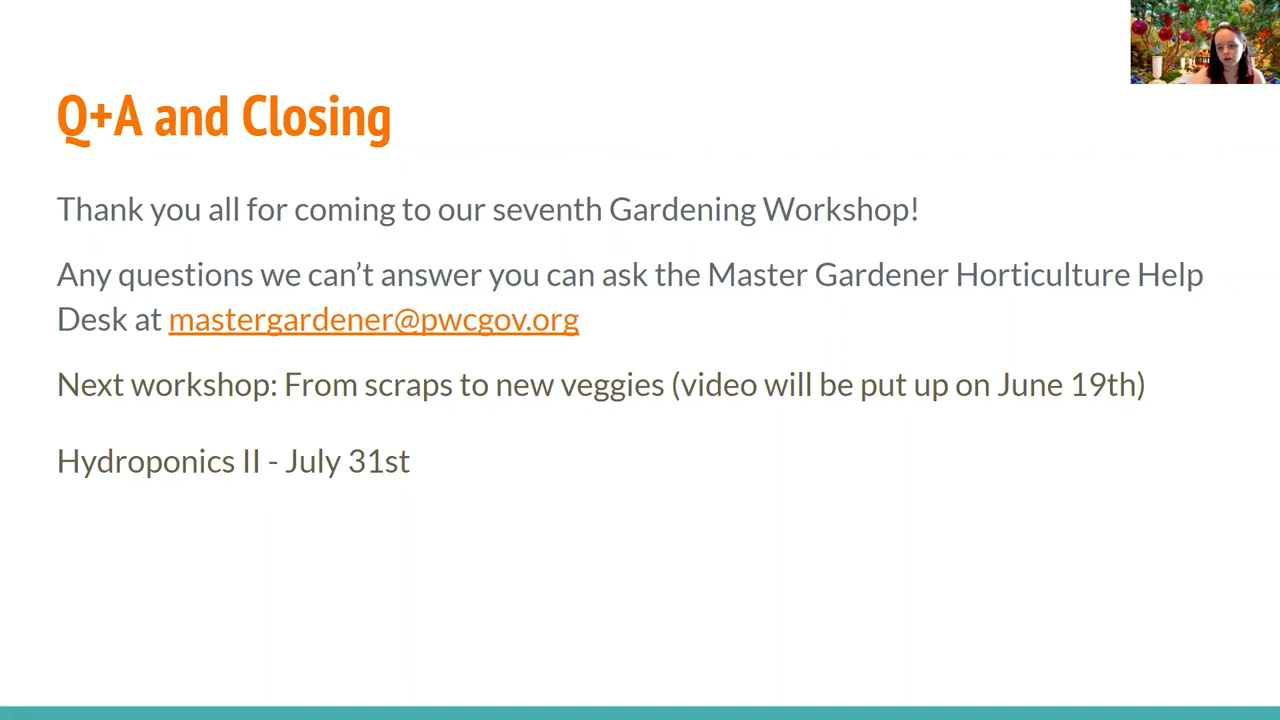 Q+A and Closing
Thank you all for coming to our seventh Gardening Workshop!
Any questions we can’t answer you can ask the Master Gardener Horticulture Help
Desk at mastergardener@pwcgov.org
Next workshop: From scraps to new veggies (video will be put up on June 19th)
Hydroponics II - July 31st